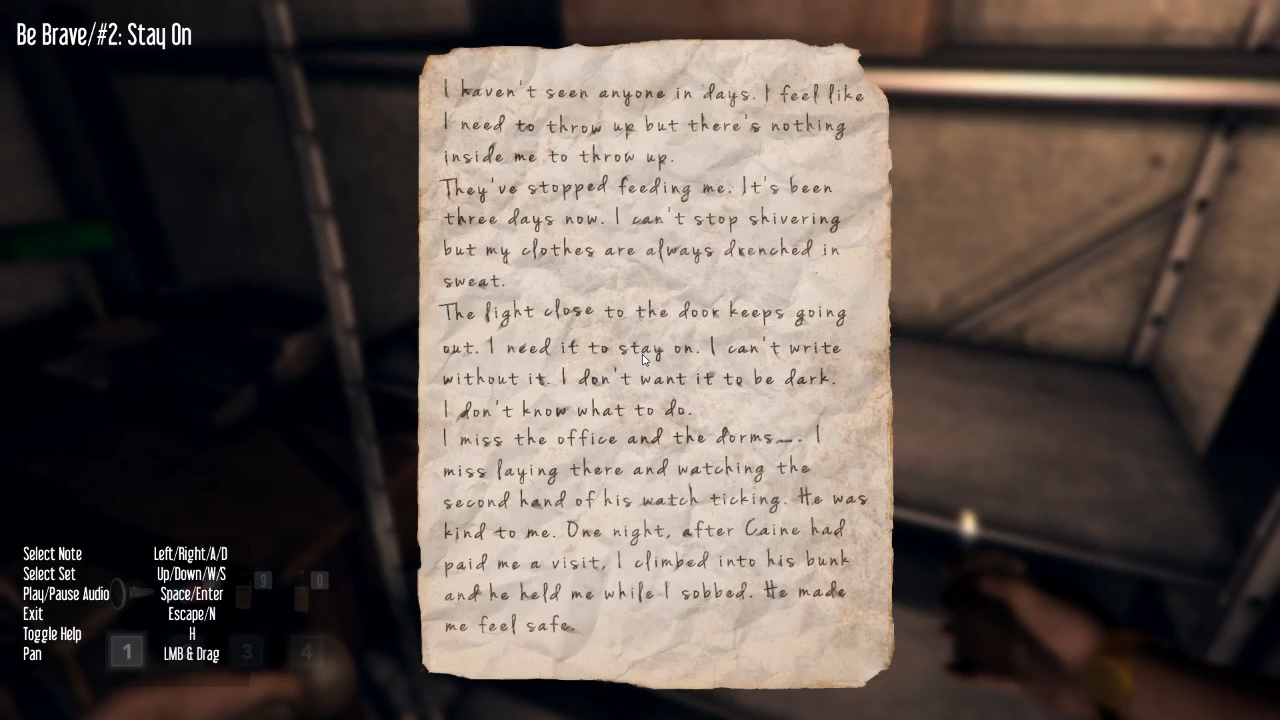 Be Brave/#2: Stay On
I haven't seen anyone in days. I feel like
I need to throw up but there's nothing
inside me to throw up.
They've stopped feeding me. It's been
three days now. I can't stop shivering
but my clothes are always drenched in
sweat.
The light close to the door keeps going
out. I need it to stay on. I can't write
without it. I don't want it to be dark.
I don't know what to do.
I miss the office and the dorms.... I
miss laying there and watching the
second hand of his watch ticking. He was
kind to me. One night, after Caine had
paid me a visit, I climbed into his bunk
and he held me while I sobbed. He made
me feel safe.
Select Note Left/Right/A/D
Select Set Up/Down/W/S
Play/Pause Audio Space/Enter
Exit Escape/N
Toggle Help H
Pan LMB & Drag
9 0
1 3 4